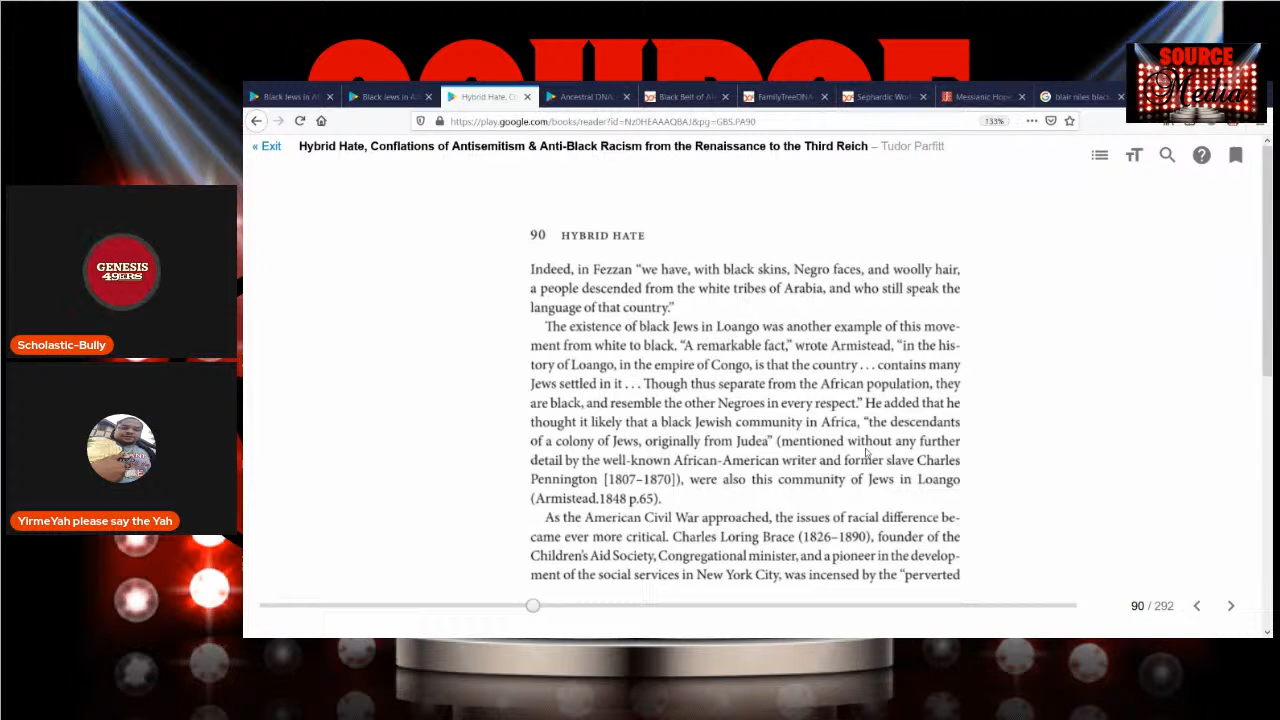 SOURCE
SOURCE
Media
Black Jews in Af
Black Jews in Af
Hybrid Hate, C
Ancestral DNA
Black Belt of
FamilyTreeDNA
Sephardic Wor
Messianic Hope
blair niles black
https://play.google.com/books/reader?id=Nz0HEAAAQBAJ&pg=GBS.PA90
133%
« Exit
Hybrid Hate, Conflations of Antisemitism & Anti-Black Racism from the Renaissance to the Third Reich – Tudor Parfitt
90 HYBRID HATE
Indeed, in Fezzan "we have, with black skins, Negro faces, and woolly hair,
a people descended from the white tribes of Arabia, and who still speak the
language of that country."
The existence of black Jews in Loango was another example of this move-
ment from white to black. "A remarkable fact," wrote Armistead, "in the his-
tory of Loango, in the empire of Congo, is that the country . . . contains many
Jews settled in it . . . Though thus separate from the African population, they
are black, and resemble the other Negroes in every respect." He added that he
thought it likely that a black Jewish community in Africa, "the descendants
of a colony of Jews, originally from Judea" (mentioned without any further
detail by the well-known African-American writer and former slave Charles
Pennington [1807–1870]), were also this community of Jews in Loango
(Armistead.1848 p.65).
As the American Civil War approached, the issues of racial difference be-
came ever more critical. Charles Loring Brace (1826–1890), founder of the
Children's Aid Society, Congregational minister, and a pioneer in the develop-
ment of the social services in New York City, was incensed by the "perverted
90 / 292
GENESIS
49ERS
Scholastic-Bully
YirmeYah please say the Yah